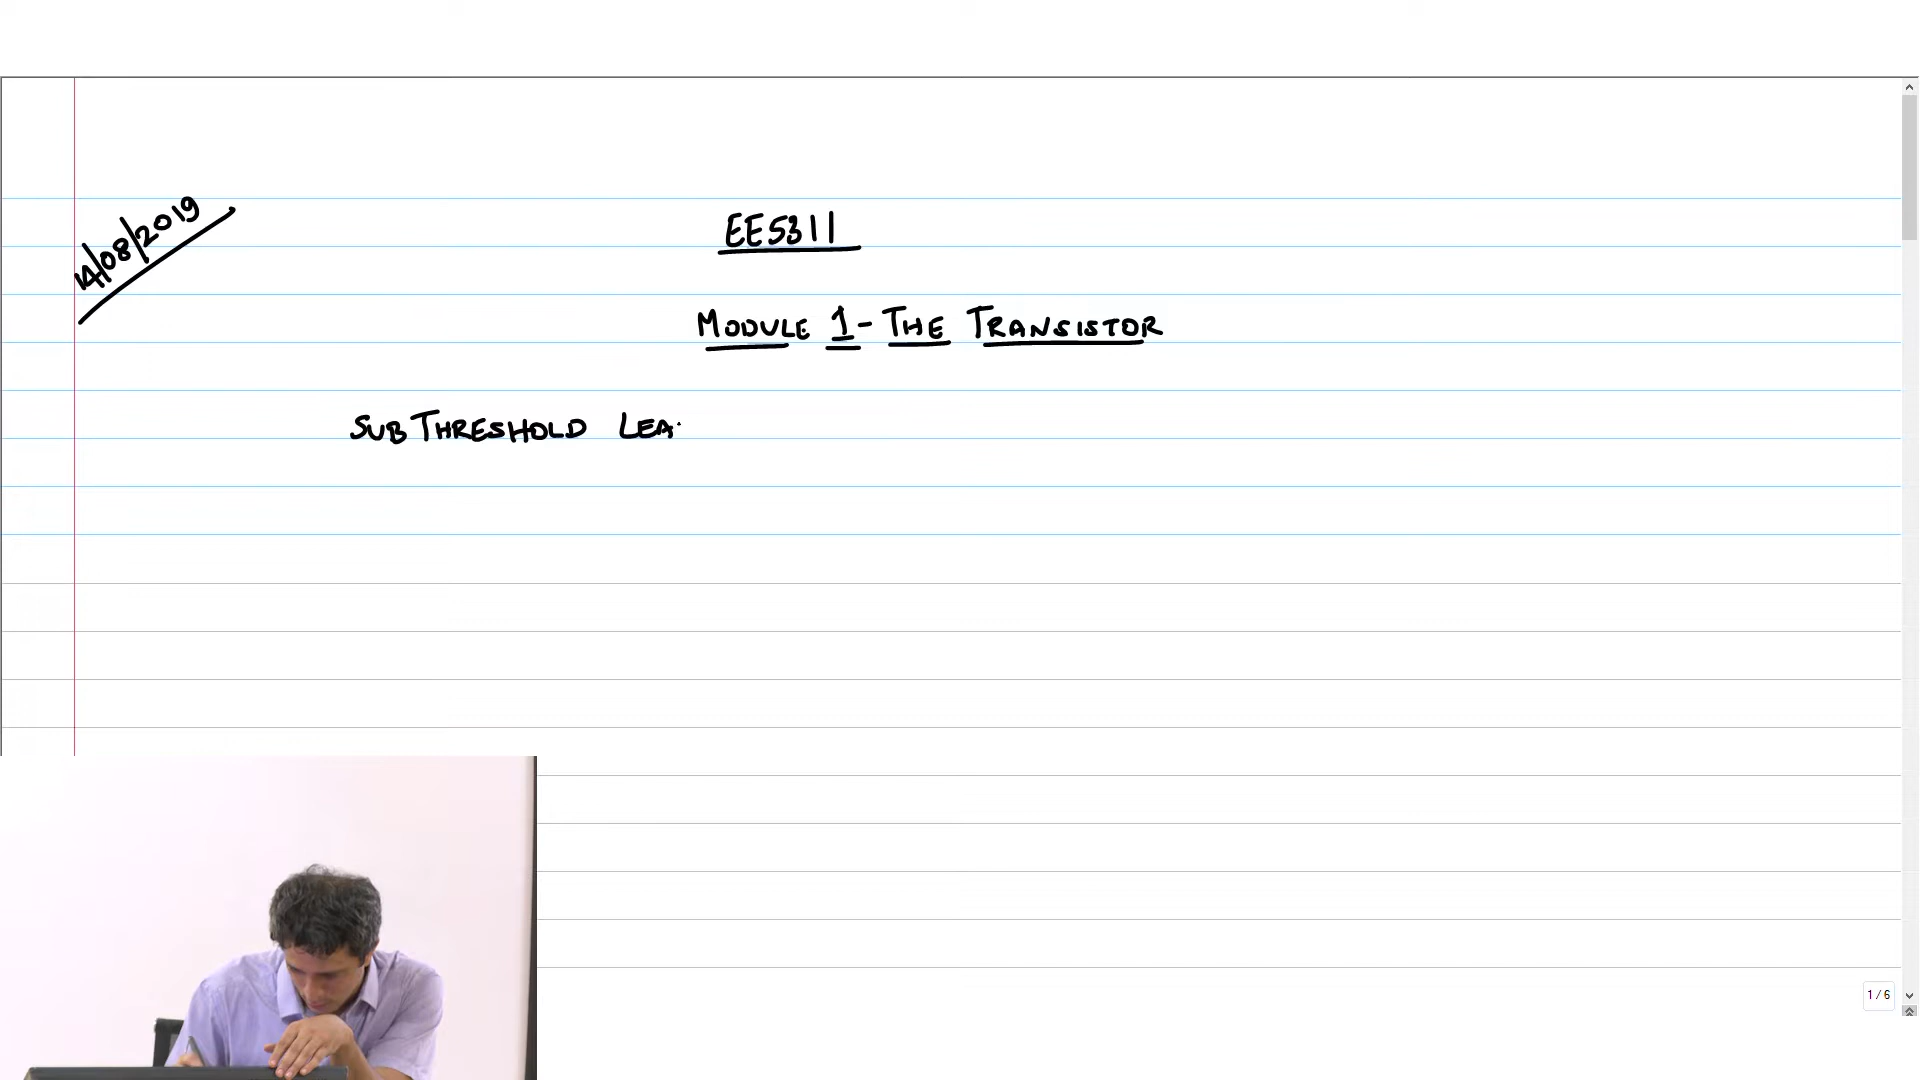 14/08/2019
EE5311
MODULE 1 - THE TRANSISTOR
SUBTHRESHOLD LEA
1 / 6